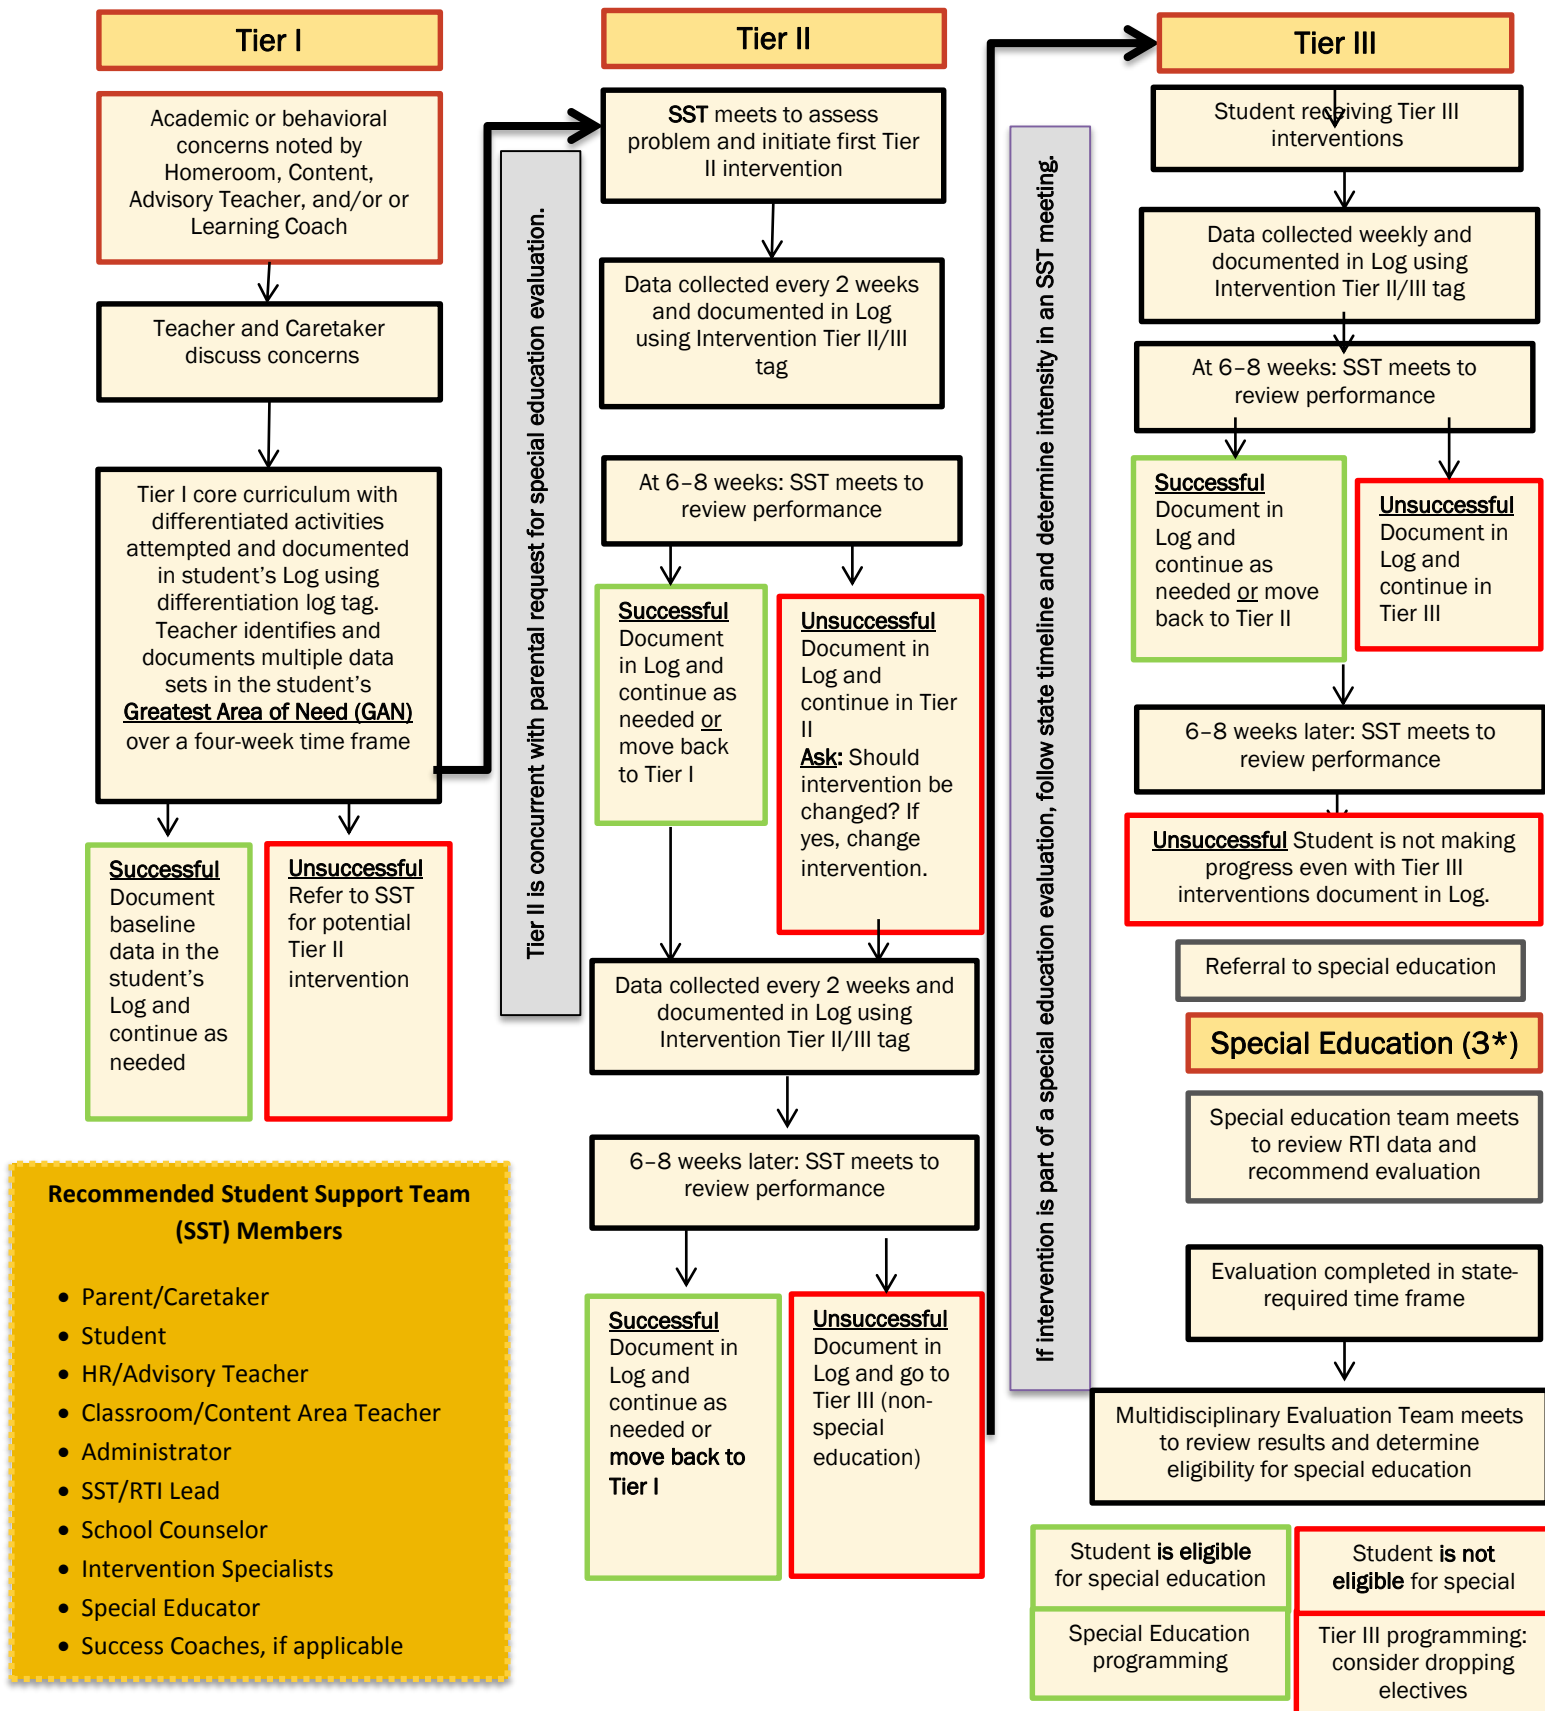 Tier I
Academic or behavioral
concerns noted by
Homeroom, Content,
Advisory Teacher, and/or or
Learning Coach
Teacher and Caretaker
discuss concerns
Tier I core curriculum with
differentiated activities
attempted and documented
in student’s Log using
differentiation log tag.
Teacher identifies and
documents multiple data
sets in the student’s
Greatest Area of Need (GAN)
over a four-week time frame
Successful
Document
baseline
data in the
student’s
Log and
continue as
needed
Unsuccessful
Refer to SST
for potential
Tier II
intervention
Recommended Student Support Team
(SST) Members
• Parent/Caretaker
• Student
• HR/Advisory Teacher
• Classroom/Content Area Teacher
• Administrator
• SST/RTI Lead
• School Counselor
• Intervention Specialists
• Special Educator
• Success Coaches, if applicable
Tier II is concurrent with parental request for special education evaluation.
Tier II
SST meets to assess
problem and initiate first Tier
II intervention
Data collected every 2 weeks
and documented in Log
using Intervention Tier II/III
tag
At 6–8 weeks: SST meets to
review performance
Successful
Document
in Log and
continue as
needed or
move back
to Tier I
Unsuccessful
Document in
Log and
continue in Tier
II
Ask: Should
intervention be
changed? If
yes, change
intervention.
Data collected every 2 weeks and
documented in Log using
Intervention Tier II/III tag
6–8 weeks later: SST meets to
review performance
Successful
Document in
Log and
continue as
needed or
move back to
Tier I
Unsuccessful
Document in
Log and go to
Tier III (non-
special
education)
If intervention is part of a special education evaluation, follow state timeline and determine intensity in an SST meeting.
Tier III
Student receiving Tier III
interventions
Data collected weekly and
documented in Log using
Intervention Tier II/III tag
At 6–8 weeks: SST meets to
review performance
Successful
Document in
Log and
continue as
needed or move
back to Tier II
Unsuccessful
Document in
Log and
continue in
Tier III
6–8 weeks later: SST meets to
review performance
Unsuccessful Student is not making
progress even with Tier III
interventions document in Log.
Referral to special education
Special Education (3*)
Special education team meets
to review RTI data and
recommend evaluation
Evaluation completed in state-
required time frame
Multidisciplinary Evaluation Team meets
to review results and determine
eligibility for special education
Student is eligible
for special education
Special Education
programming
Student is not
eligible for special
Tier III programming:
consider dropping
electives